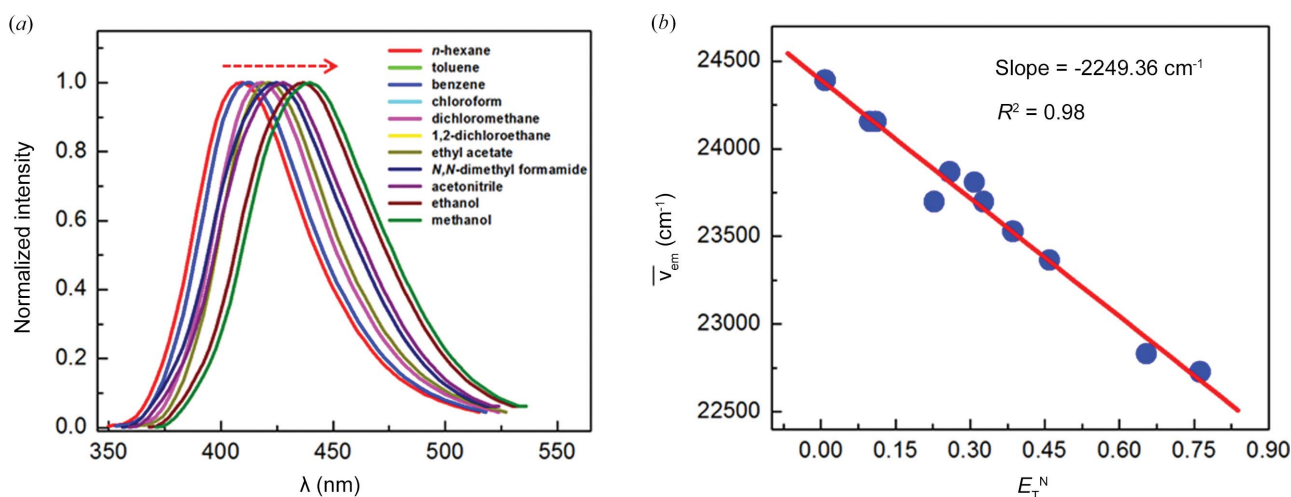 (a)
Normalized intensity
1.0
0.8
0.6
0.4
0.2
0.0
n-hexane
toluene
benzene
chloroform
dichloromethane
1,2-dichloroethane
ethyl acetate
N,N-dimethyl formamide
acetonitrile
ethanol
methanol
350 400 450 500 550
λ (nm)
(b)
ν̅em (cm-1)
24500
24000
23500
23000
22500
Slope = -2249.36 cm-1
R2 = 0.98
0.00 0.15 0.30 0.45 0.60 0.75 0.90
ETN